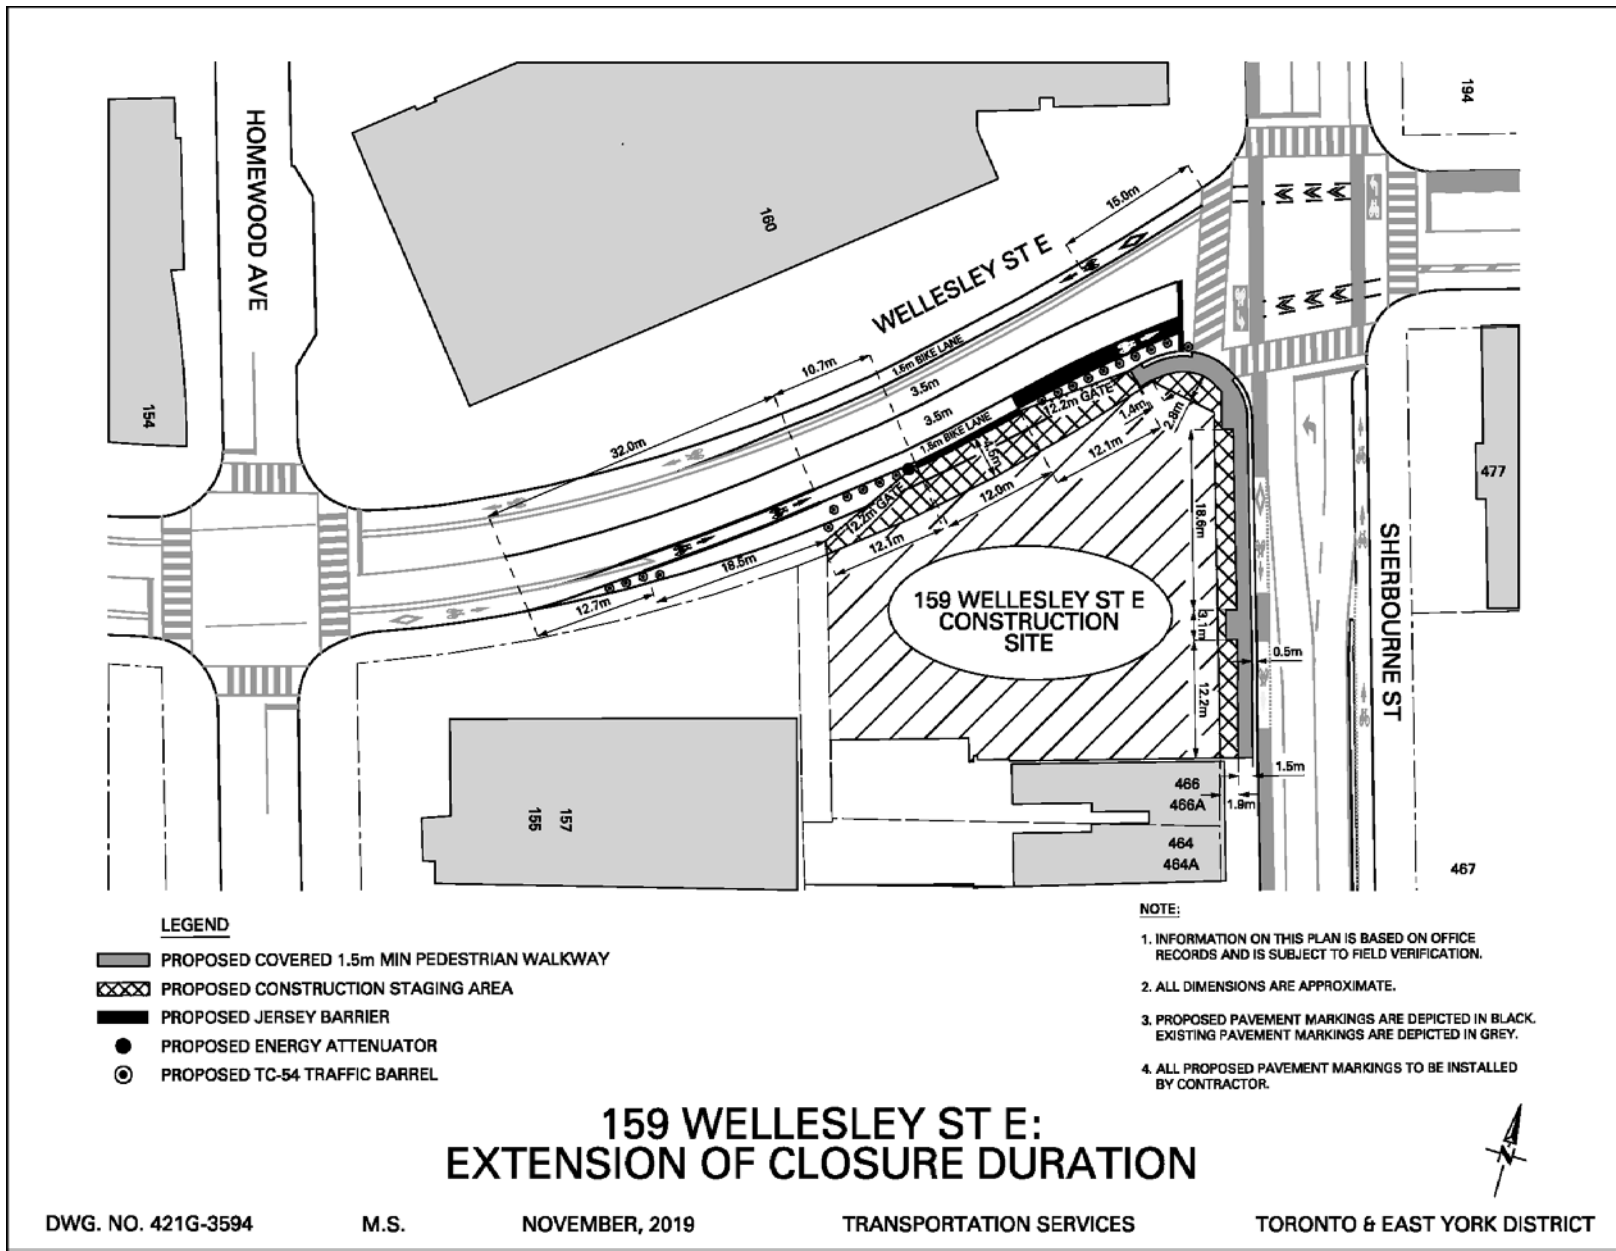 HOMEWOOD AVE
154
160
194
WELLESLEY ST E
15.0m
10.7m
32.0m
1.5m BIKE LANE
3.5m
3.5m
1.5m BIKE LANE
12.2m GATE
1.4m
2.8m
4.5m
12.1m
12.0m
12.2m GATE
12.1m
18.5m
12.7m
18.6m
3.1m
0.5m
12.2m
1.5m
1.9m
159 WELLESLEY ST E
CONSTRUCTION
SITE
SHERBOURNE ST
477
155
157
466
466A
464
464A
467
LEGEND
PROPOSED COVERED 1.5m MIN PEDESTRIAN WALKWAY
PROPOSED CONSTRUCTION STAGING AREA
PROPOSED JERSEY BARRIER
PROPOSED ENERGY ATTENUATOR
PROPOSED TC-54 TRAFFIC BARREL
NOTE:
1. INFORMATION ON THIS PLAN IS BASED ON OFFICE
RECORDS AND IS SUBJECT TO FIELD VERIFICATION.
2. ALL DIMENSIONS ARE APPROXIMATE.
3. PROPOSED PAVEMENT MARKINGS ARE DEPICTED IN BLACK.
EXISTING PAVEMENT MARKINGS ARE DEPICTED IN GREY.
4. ALL PROPOSED PAVEMENT MARKINGS TO BE INSTALLED
BY CONTRACTOR.
N
159 WELLESLEY ST E:
EXTENSION OF CLOSURE DURATION
DWG. NO. 421G-3594
M.S.
NOVEMBER, 2019
TRANSPORTATION SERVICES
TORONTO & EAST YORK DISTRICT